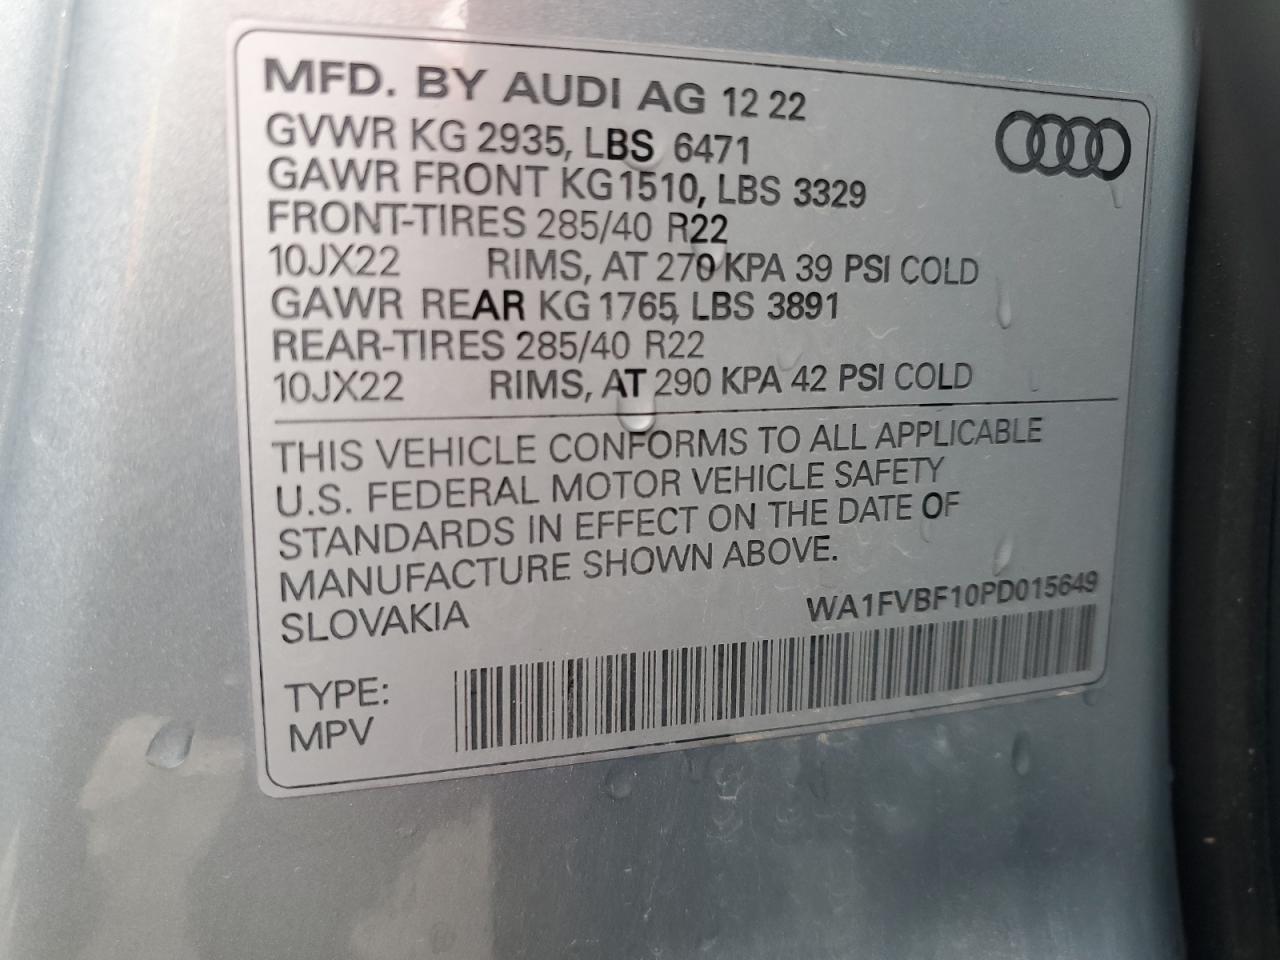 MFD. BY AUDI AG 12 22
GVWR KG 2935, LBS 6471
GAWR FRONT KG 1510, LBS 3329
FRONT-TIRES 285/40 R22
10JX22 RIMS, AT 270 KPA 39 PSI COLD
GAWR REAR KG 1765, LBS 3891
REAR-TIRES 285/40 R22
10JX22 RIMS, AT 290 KPA 42 PSI COLD
THIS VEHICLE CONFORMS TO ALL APPLICABLE
U.S. FEDERAL MOTOR VEHICLE SAFETY
STANDARDS IN EFFECT ON THE DATE OF
MANUFACTURE SHOWN ABOVE.
SLOVAKIA
WA1FVBF10PD015649
TYPE:
MPV